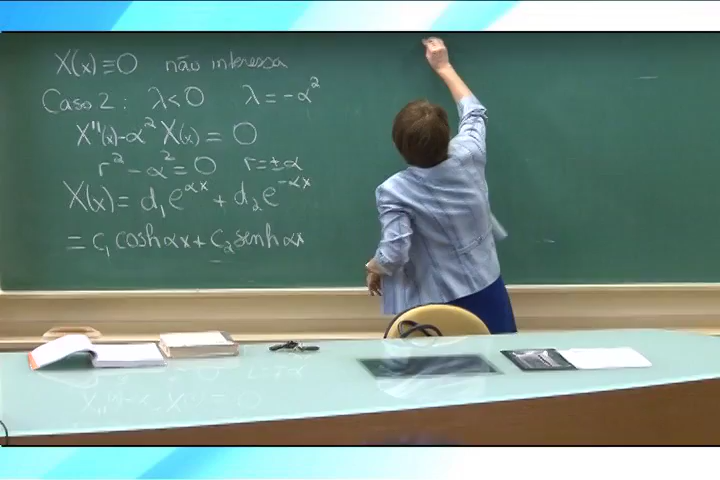 X(x) ≡ 0 não interessa
Caso 2: λ<0 λ = -α²
X''(x) - α² X(x) = 0
r² - α² = 0 r = ±α
X(x) = d₁e^αx + d₂e^-αx
= c₁ cosh αx + c₂ senh αx